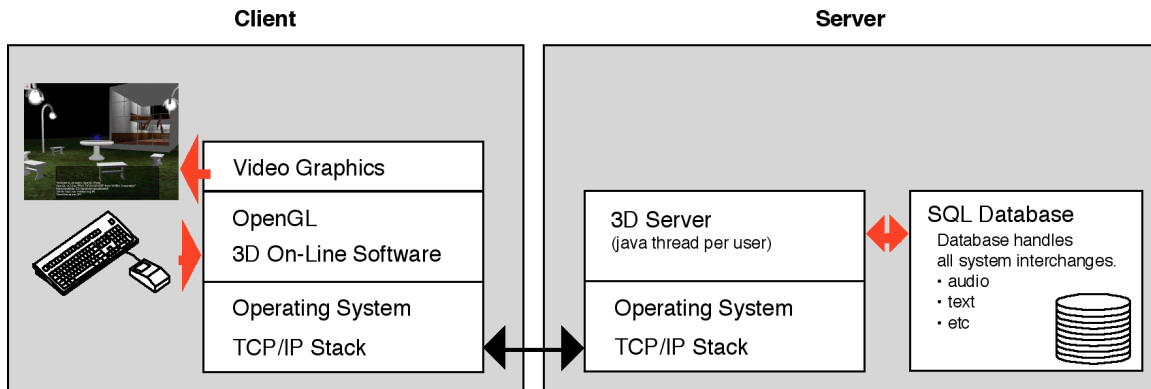 Client
Server
Video Graphics
OpenGL
3D On-Line Software
Operating System
TCP/IP Stack
3D Server
(java thread per user)
Operating System
TCP/IP Stack
SQL Database
Database handles
all system interchanges.
• audio
• text
• etc